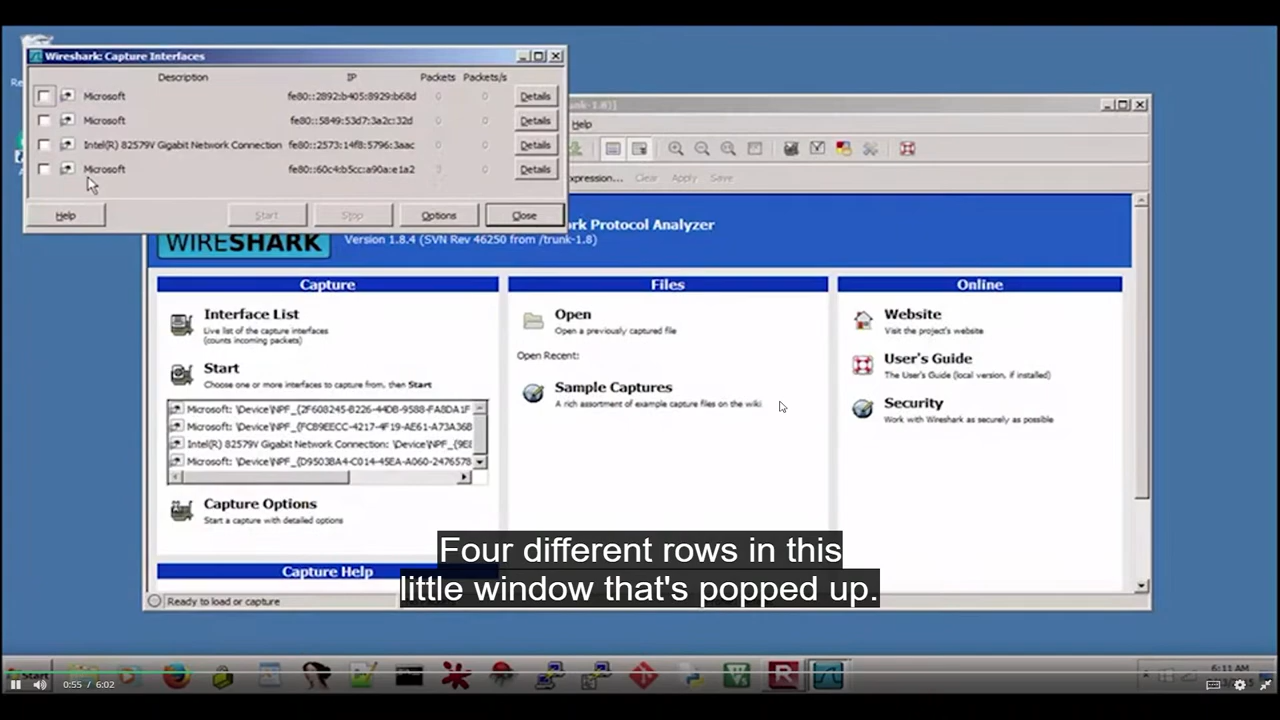 Wireshark: Capture Interfaces
Description IP Packets Packets/s
Microsoft fe80::2892:b405:8929:b68d 0 0 Details
Microsoft fe80::5849:53d7:3a2c:32d 0 0 Details
Intel(R) 82579V Gigabit Network Connection fe80::2573:14f8:5796:3aac 0 0 Details
Microsoft fe80::60c4:b5cc:a90a:e1a2 3 0 Details
Help Start Stop Options Close
Help
Expression... Clear Apply Save
WIRESHARK
rk Protocol Analyzer
Version 1.8.4 (SVN Rev 46250 from /trunk-1.8)
Capture
Interface List
Live list of the capture interfaces
(counts incoming packets)
Start
Choose one or more interfaces to capture from, then Start
Microsoft: \Device\NPF_{2F608245-B226-44DB-9588-FA8DA1F
Microsoft: \Device\NPF_{FC89EECC-4217-4F19-AE61-A73A36B
Intel(R) 82579V Gigabit Network Connection: \Device\NPF_{9EE
Microsoft: \Device\NPF_{D9503BA4-C014-45EA-A060-2476578
Capture Options
Start a capture with detailed options
Capture Help
Files
Open
Open a previously captured file
Open Recent:
Sample Captures
A rich assortment of example capture files on the wiki
Online
Website
Visit the project's website
User's Guide
The User's Guide (local version, if installed)
Security
Work with Wireshark as securely as possible
Four different rows in this
little window that's popped up.
Ready to load or capture
Start
6:11 AM
0:55 / 6:02